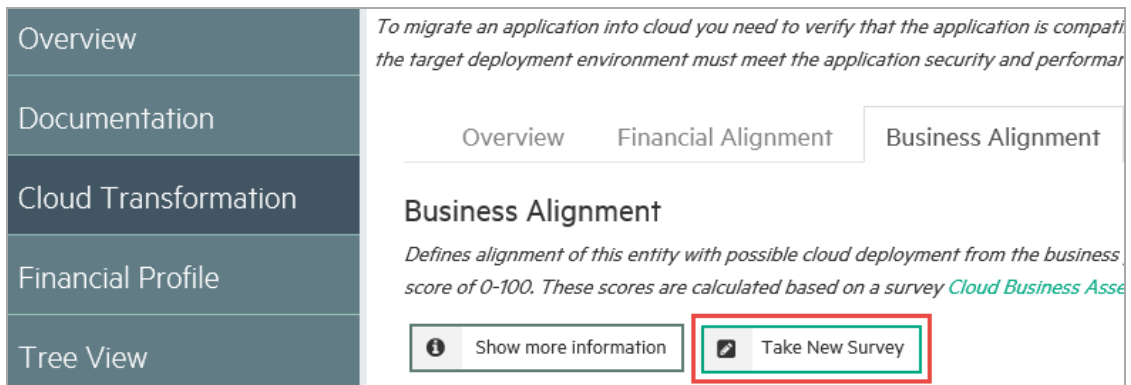 Overview
Documentation
Cloud Transformation
Financial Profile
Tree View
To migrate an application into cloud you need to verify that the application is
the target deployment environment must meet the application security and
Overview Financial Alignment Business Alignment
Business Alignment
Defines alignment of this entity with possible cloud deployment from the business
score of 0-100. These scores are calculated based on a survey Cloud Business
Show more information Take New Survey